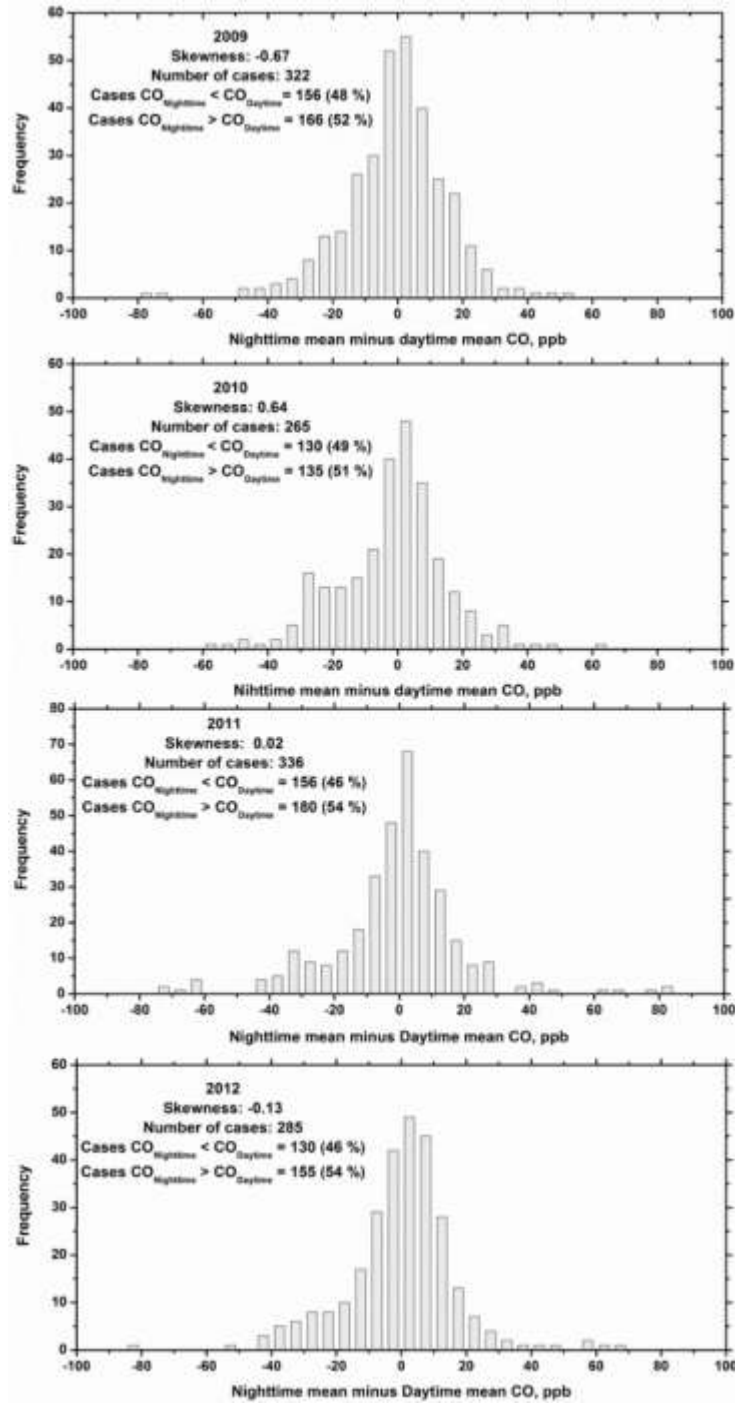 60
2009
Skewness: -0.67
50
Number of cases: 322
Cases CO_Nighttime < CO_Daytime = 156 (48 %)
40
Cases CO_Nighttime > CO_Daytime = 166 (52 %)
30
20
10
0
Frequency
-100 -80 -60 -40 -20 0 20 40 60 80 100
Nighttime mean minus daytime mean CO, ppb
60
2010
Skewness: 0.64
50
Number of cases: 265
Cases CO_Nighttime < CO_Daytime = 130 (49 %)
40
Cases CO_Nighttime > CO_Daytime = 135 (51 %)
30
20
10
0
Frequency
-100 -80 -60 -40 -20 0 20 40 60 80 100
Nihttime mean minus daytime mean CO, ppb
80
2011
70
Skewness: 0.02
Number of cases: 336
60
Cases CO_Nighttime < CO_Daytime = 156 (46 %)
Cases CO_Nighttime > CO_Daytime = 180 (54 %)
50
40
30
20
10
0
Frequency
-100 -80 -60 -40 -20 0 20 40 60 80 100
Nighttime mean minus Daytime mean CO, ppb
60
2012
Skewness: -0.13
50
Number of cases: 285
Cases CO_Nighttime < CO_Daytime = 130 (46 %)
40
Cases CO_Nighttime > CO_Daytime = 155 (54 %)
30
20
10
0
Frequency
-100 -80 -60 -40 -20 0 20 40 60 80 100
Nighttime mean minus Daytime mean CO, ppb